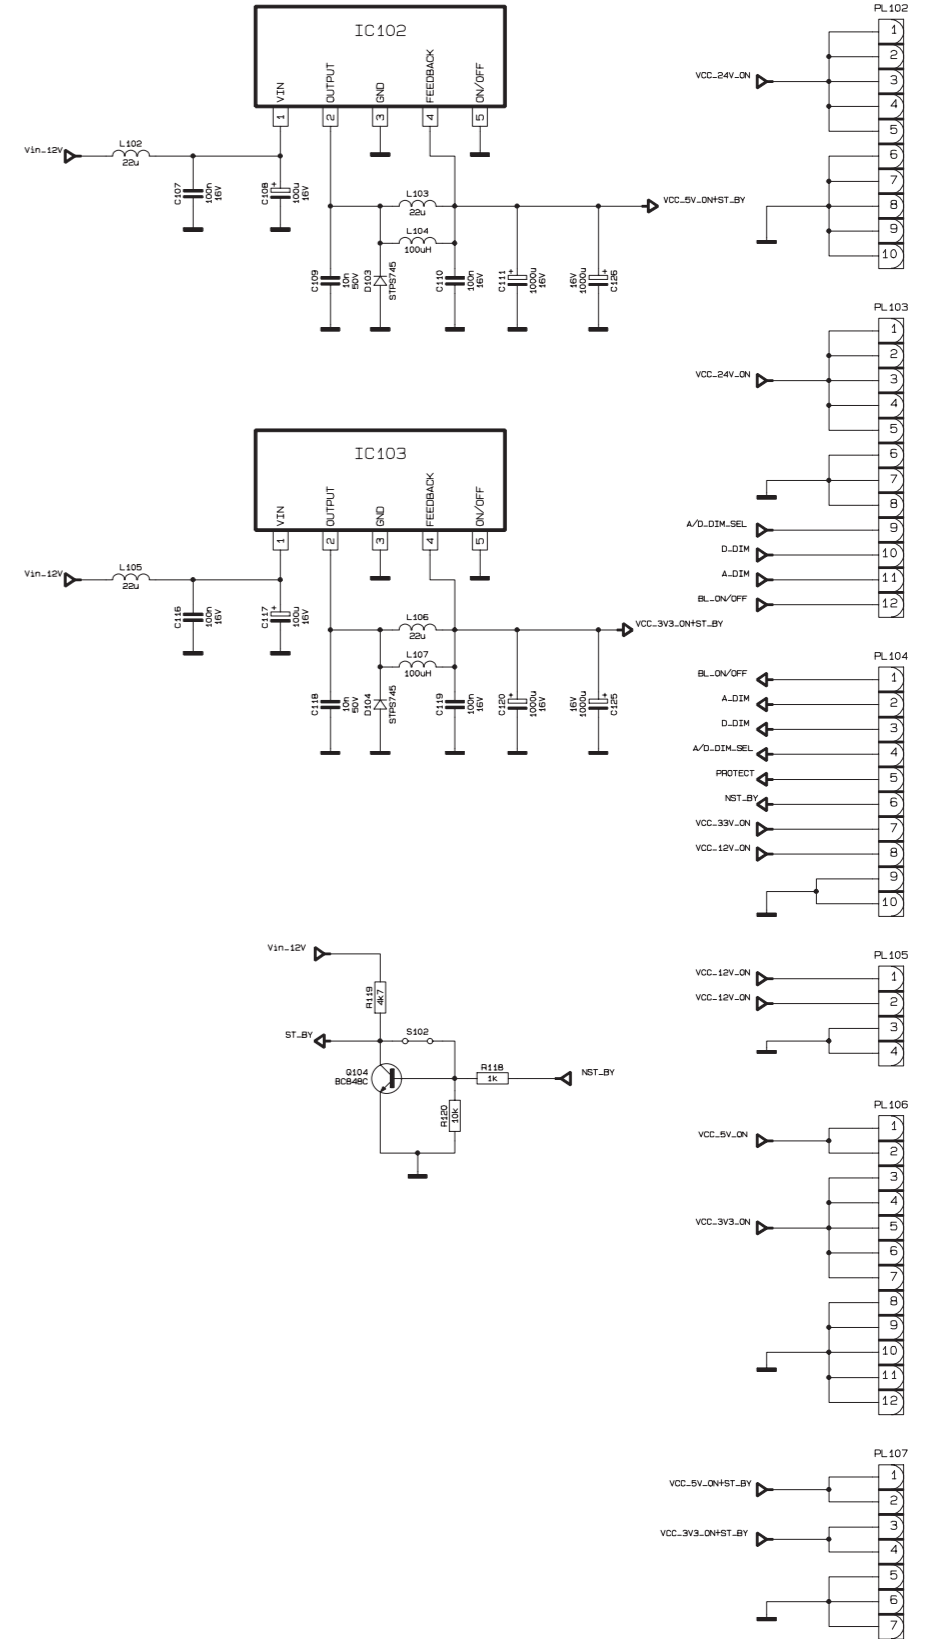 IC102
VIN
OUTPUT
GND
FEEDBACK
ON/OFF
1
2
3
4
5
Vin_12V
L102
22u
C107
100n
16V
C108
+
100u
16V
L103
22u
L104
100uH
VCC_5V_ON+ST_BY
C109
10n
50V
D103
STPS745
C110
100n
16V
C111
+
1000u
16V
16V
1000u
+
C126
IC103
VIN
OUTPUT
GND
FEEDBACK
ON/OFF
1
2
3
4
5
Vin_12V
L105
22u
C116
100n
16V
C117
+
100u
16V
L106
22u
L107
100uH
VCC_3V3_ON+ST_BY
C118
10n
50V
D104
STPS745
C119
100n
16V
C120
+
1000u
16V
16V
1000u
+
C125
Vin_12V
R119
4k7
ST_BY
S102
Q104
BC848C
R118
1k
NST_BY
R120
10k
PL102
VCC_24V_ON
1
2
3
4
5
6
7
8
9
10
PL103
VCC_24V_ON
1
2
3
4
5
6
7
8
A/D_DIM_SEL
9
D_DIM
10
A_DIM
11
BL_ON/OFF
12
PL104
BL_ON/OFF
1
A_DIM
2
D_DIM
3
A/D_DIM_SEL
4
PROTECT
5
NST_BY
6
VCC_33V_ON
7
VCC_12V_ON
8
9
10
PL105
VCC_12V_ON
1
VCC_12V_ON
2
3
4
PL106
VCC_5V_ON
1
2
VCC_3V3_ON
3
4
5
6
7
8
9
10
11
12
PL107
VCC_5V_ON+ST_BY
1
2
VCC_3V3_ON+ST_BY
3
4
5
6
7